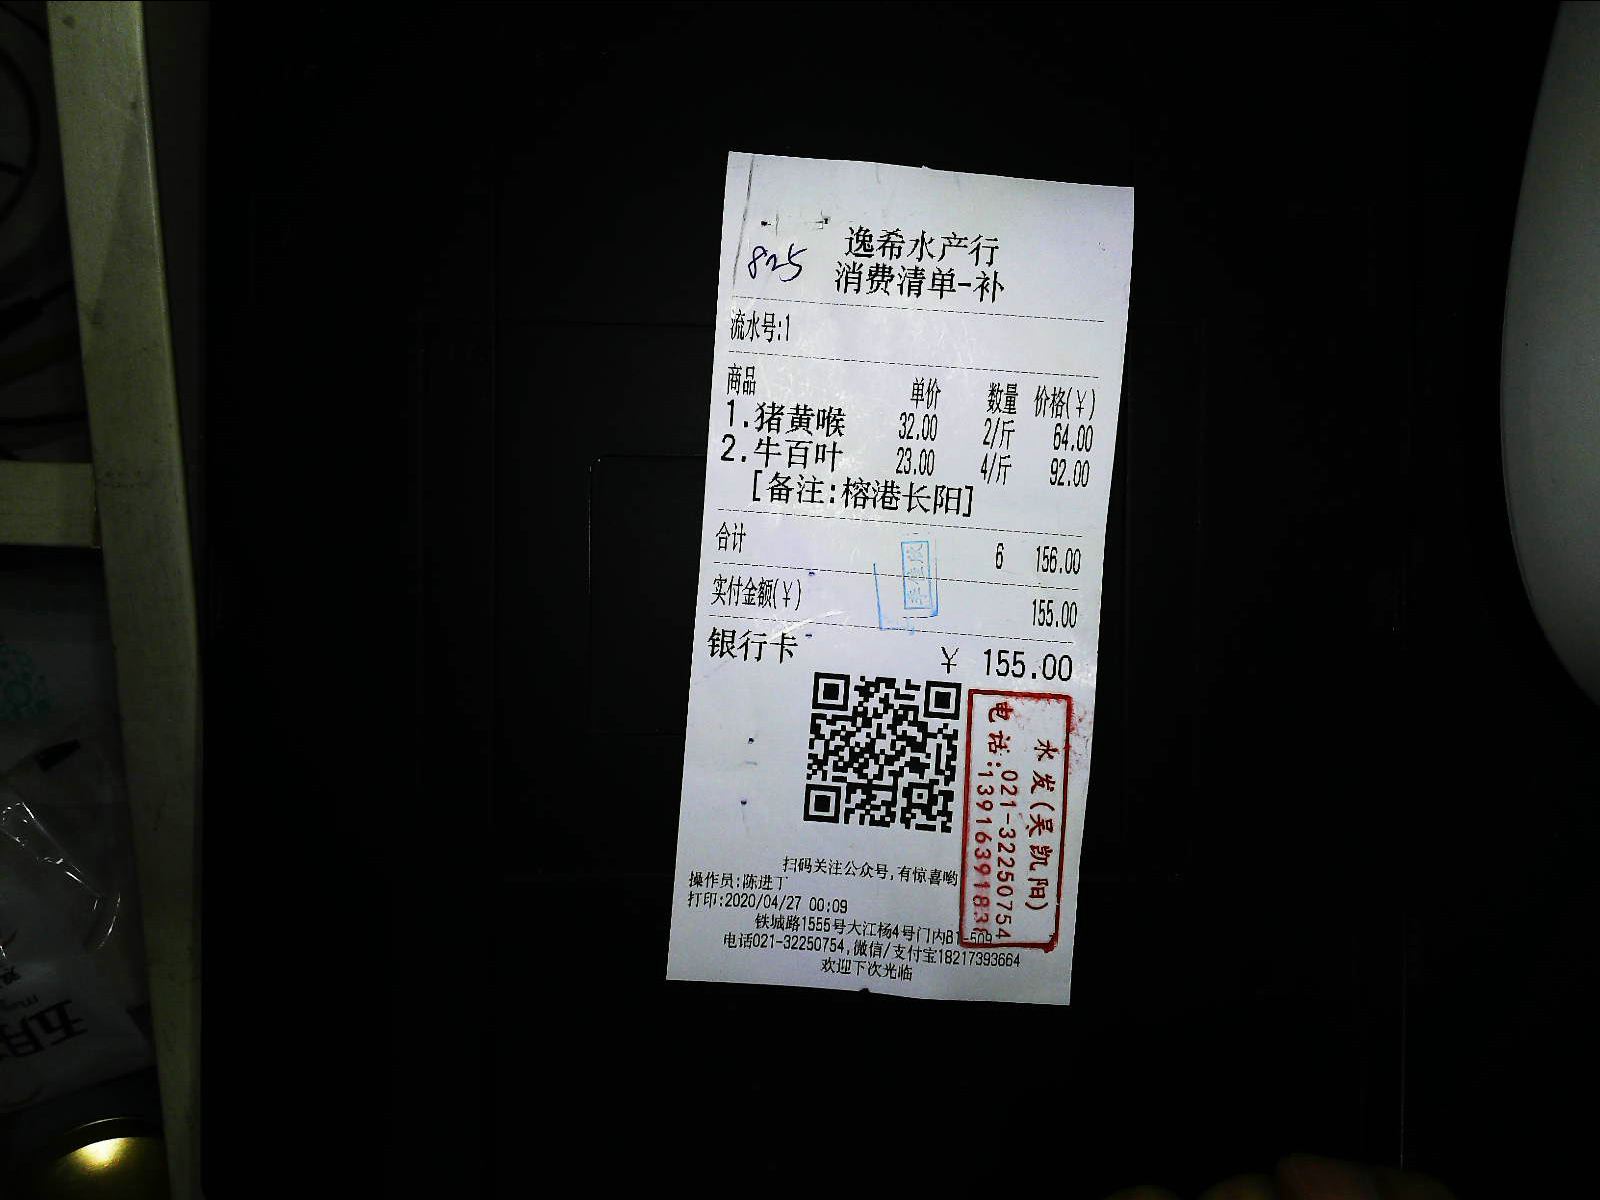 逸希水产行
825
消费清单-补
流水号:1
商品 单价 数量 价格(¥)
1.猪黄喉 32.00 2/斤 64.00
2.牛百叶 23.00 4/斤 92.00
[备注:榕港长阳]
合计 6 156.00
实付金额(¥) 155.00
银行卡 ¥ 155.00
水发(吴凯阳)
电话:021-32250754
1391639183
扫码关注公众号,有惊喜哟
操作员:陈进丁
打印:2020/04/27 00:09
铁城路1555号大江杨4号门内B1-509
电话021-32250754,微信/支付宝18217393664
欢迎下次光临
五月